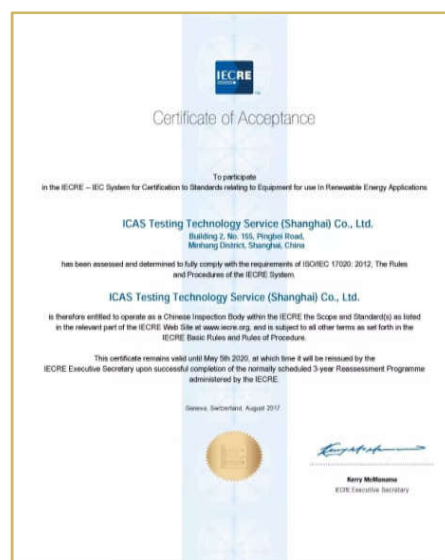 IECRE
Certificate of Acceptance
To participate
in the IECRE – IEC System for Certification to Standards relating to Equipment for use In Renewable Energy Applications
ICAS Testing Technology Service (Shanghai) Co., Ltd.
Building 2, No. 155, Pingbei Road,
Minhang District, Shanghai, China
has been assessed and determined to fully comply with the requirements of ISO/IEC 17020: 2012, The Rules
and Procedures of the IECRE System.
ICAS Testing Technology Service (Shanghai) Co., Ltd.
is therefore entitled to operate as a Chinese Inspection Body within the IECRE the Scope and Standard(s) as listed
in the relevant part of the IECRE Web Site at www.iecre.org, and is subject to all other terms as set forth in the
IECRE Basic Rules and Rules of Procedure.
This certificate remains valid until May 5th 2020, at which time it will be reissued by the
IECRE Executive Secretary upon successful completion of the normally scheduled 3-year Reassessment Programme
administered by the IECRE.
Geneva, Switzerland, August 2017
Kerry McManama
IECRE Executive Secretary